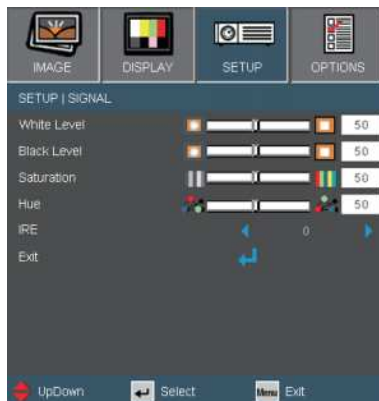 IMAGE DISPLAY SETUP OPTIONS
SETUP | SIGNAL
White Level 50
Black Level 50
Saturation 50
Hue 50
IRE 0
Exit
UpDown Select Menu Exit